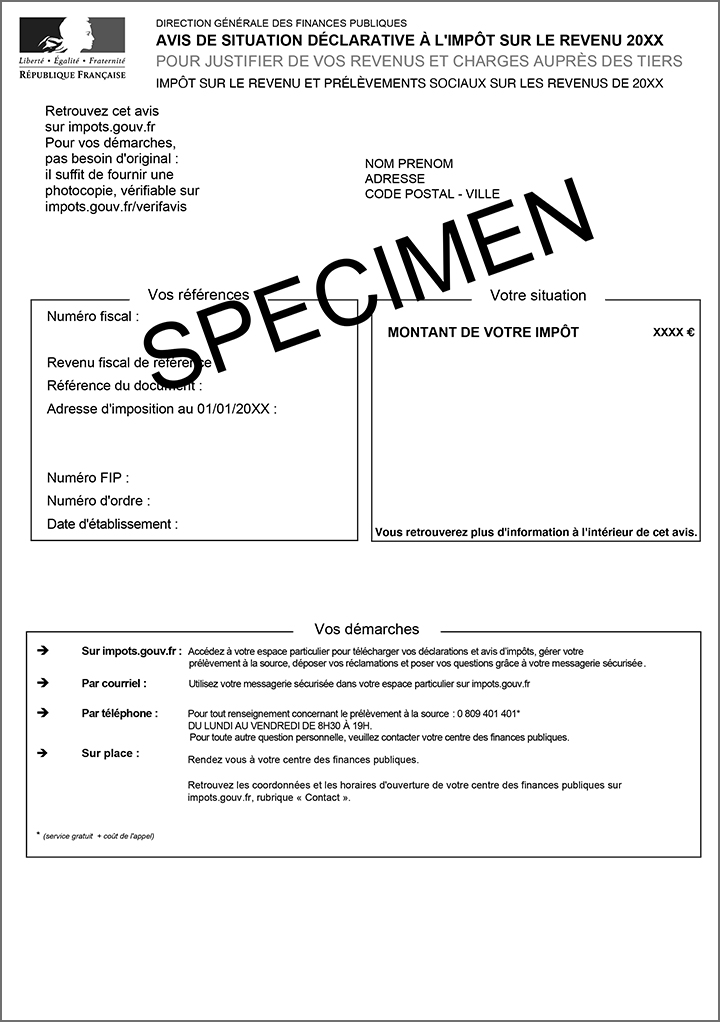 Liberté • Égalité • Fraternité
RÉPUBLIQUE FRANÇAISE
DIRECTION GÉNÉRALE DES FINANCES PUBLIQUES
AVIS DE SITUATION DÉCLARATIVE À L'IMPÔT SUR LE REVENU 20XX
POUR JUSTIFIER DE VOS REVENUS ET CHARGES AUPRÈS DES TIERS
IMPÔT SUR LE REVENU ET PRÉLÈVEMENTS SOCIAUX SUR LES REVENUS DE 20XX
Retrouvez cet avis
sur impots.gouv.fr
Pour vos démarches,
pas besoin d'original :
il suffit de fournir une
photocopie, vérifiable sur
impots.gouv.fr/verifavis
NOM PRENOM
ADRESSE
CODE POSTAL - VILLE
SPECIMEN
Vos références
Numéro fiscal :
Revenu fiscal de référence
Référence du document :
Adresse d'imposition au 01/01/20XX :
Numéro FIP :
Numéro d'ordre :
Date d'établissement :
Votre situation
MONTANT DE VOTRE IMPÔT XXXX €
Vous retrouverez plus d'information à l'intérieur de cet avis.
Vos démarches
➔ Sur impots.gouv.fr : Accédez à votre espace particulier pour télécharger vos déclarations et avis d'impôts, gérer votre
prélèvement à la source, déposer vos réclamations et poser vos questions grâce à votre messagerie sécurisée.
➔ Par courriel : Utilisez votre messagerie sécurisée dans votre espace particulier sur impots.gouv.fr
➔ Par téléphone : Pour tout renseignement concernant le prélèvement à la source : 0 809 401 401*
DU LUNDI AU VENDREDI DE 8H30 À 19H.
Pour toute autre question personnelle, veuillez contacter votre centre des finances publiques.
➔ Sur place : Rendez vous à votre centre des finances publiques.
Retrouvez les coordonnées et les horaires d'ouverture de votre centre des finances publiques sur
impots.gouv.fr, rubrique « Contact ».
* (service gratuit + coût de l'appel)